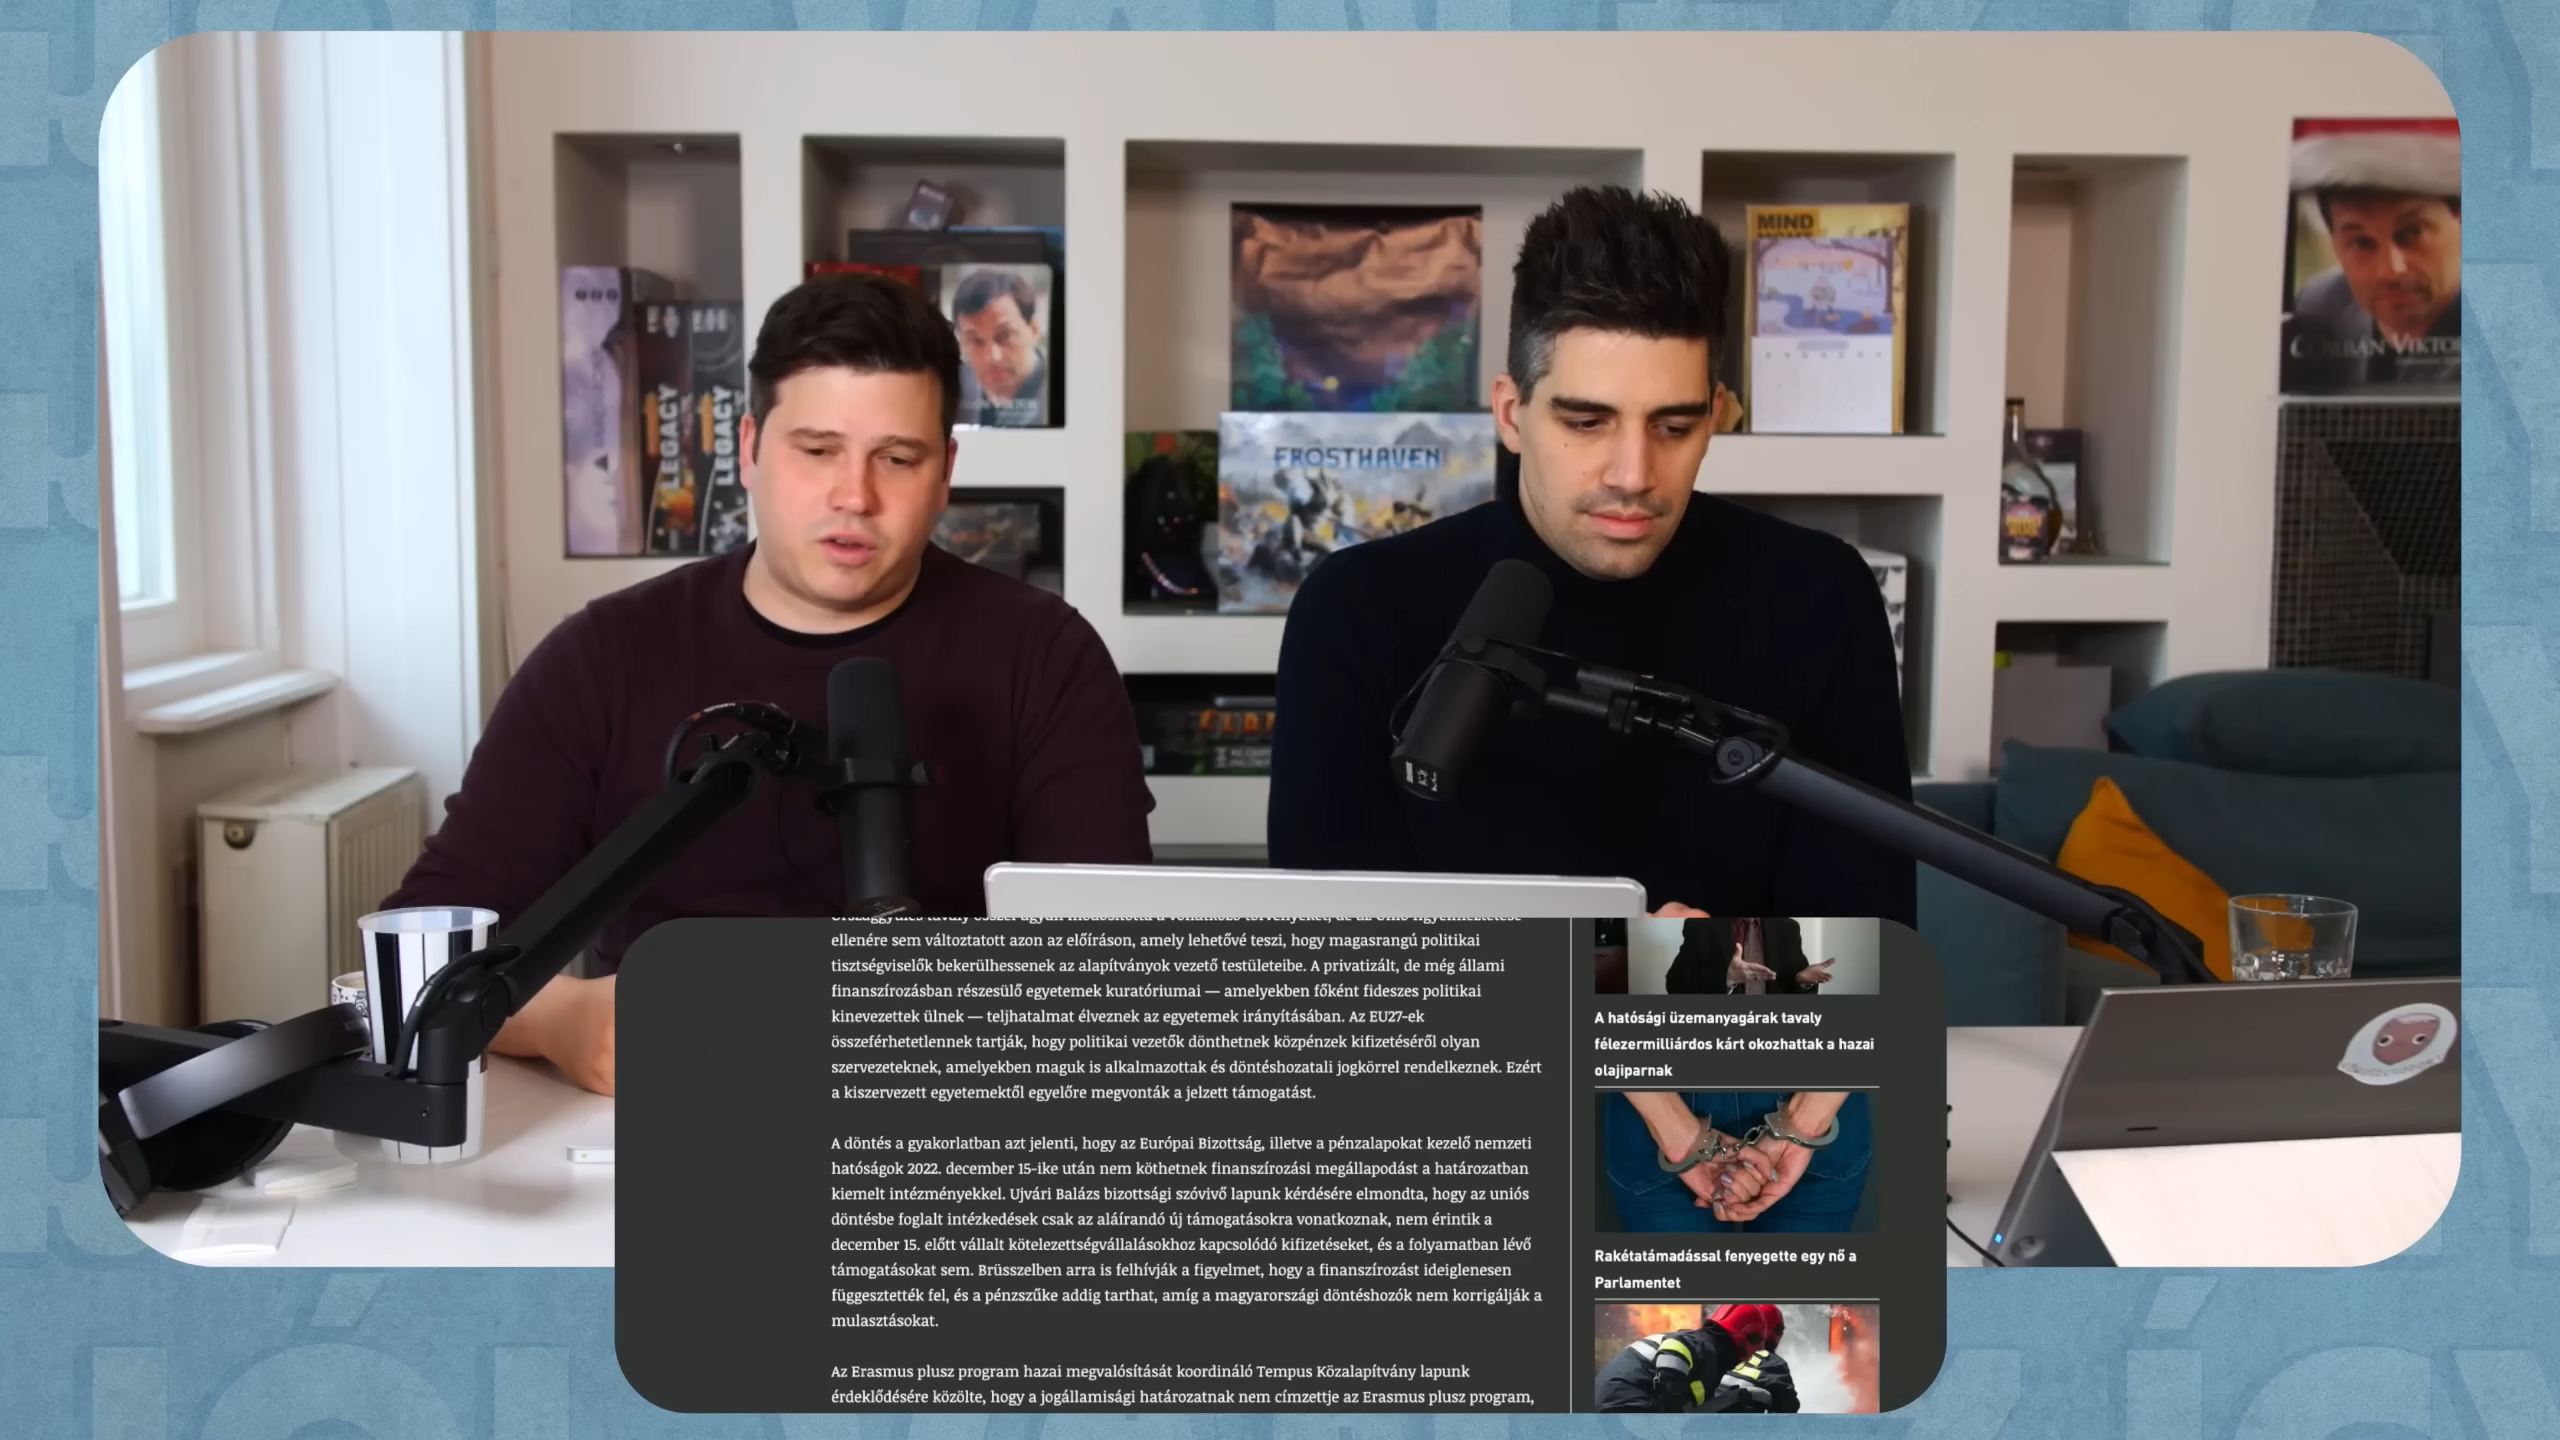 MIND
ORBÁN VIKTO
LEGACY
LEGACY
FROSTHAVEN
ellenére sem változtatott azon az előíráson, amely lehetővé teszi, hogy magasrangú politikai
tisztségviselők bekerülhessenek az alapítványok vezető testületeibe. A privatizált, de még állami
finanszírozásban részesülő egyetemek kuratóriumai — amelyekben főként fideszes politikai
kinevezettek ülnek — teljhatalmat élveznek az egyetemek irányításában. Az EU27-ek
összeférhetetlennek tartják, hogy politikai vezetők dönthetnek közpénzek kifizetéséről olyan
szervezeteknek, amelyekben maguk is alkalmazottak és döntéshozatali jogkörrel rendelkeznek. Ezért
a kiszervezett egyetemektől egyelőre megvonták a jelzett támogatást.
A döntés a gyakorlatban azt jelenti, hogy az Európai Bizottság, illetve a pénzalapokat kezelő nemzeti
hatóságok 2022. december 15-ike után nem köthetnek finanszírozási megállapodást a határozatban
kiemelt intézményekkel. Ujvári Balázs bizottsági szóvivő lapunk kérdésére elmondta, hogy az uniós
döntésbe foglalt intézkedések csak az aláírandó új támogatásokra vonatkoznak, nem érintik a
december 15. előtt vállalt kötelezettségvállalásokhoz kapcsolódó kifizetéseket, és a folyamatban lévő
támogatásokat sem. Brüsszelben arra is felhívják a figyelmet, hogy a finanszírozást ideiglenesen
függesztették fel, és a pénzszűke addig tarthat, amíg a magyarországi döntéshozók nem korrigálják a
mulasztásokat.
Az Erasmus plusz program hazai megvalósítását koordináló Tempus Közalapítvány lapunk
érdeklődésére közölte, hogy a jogállamisági határozatnak nem címzettje az Erasmus plusz program,
A hatósági üzemanyagárak tavaly
félezermilliárdos kárt okozhattak a hazai
olajiparnak
Rakétatámadással fenyegette egy nő a
Parlamentet